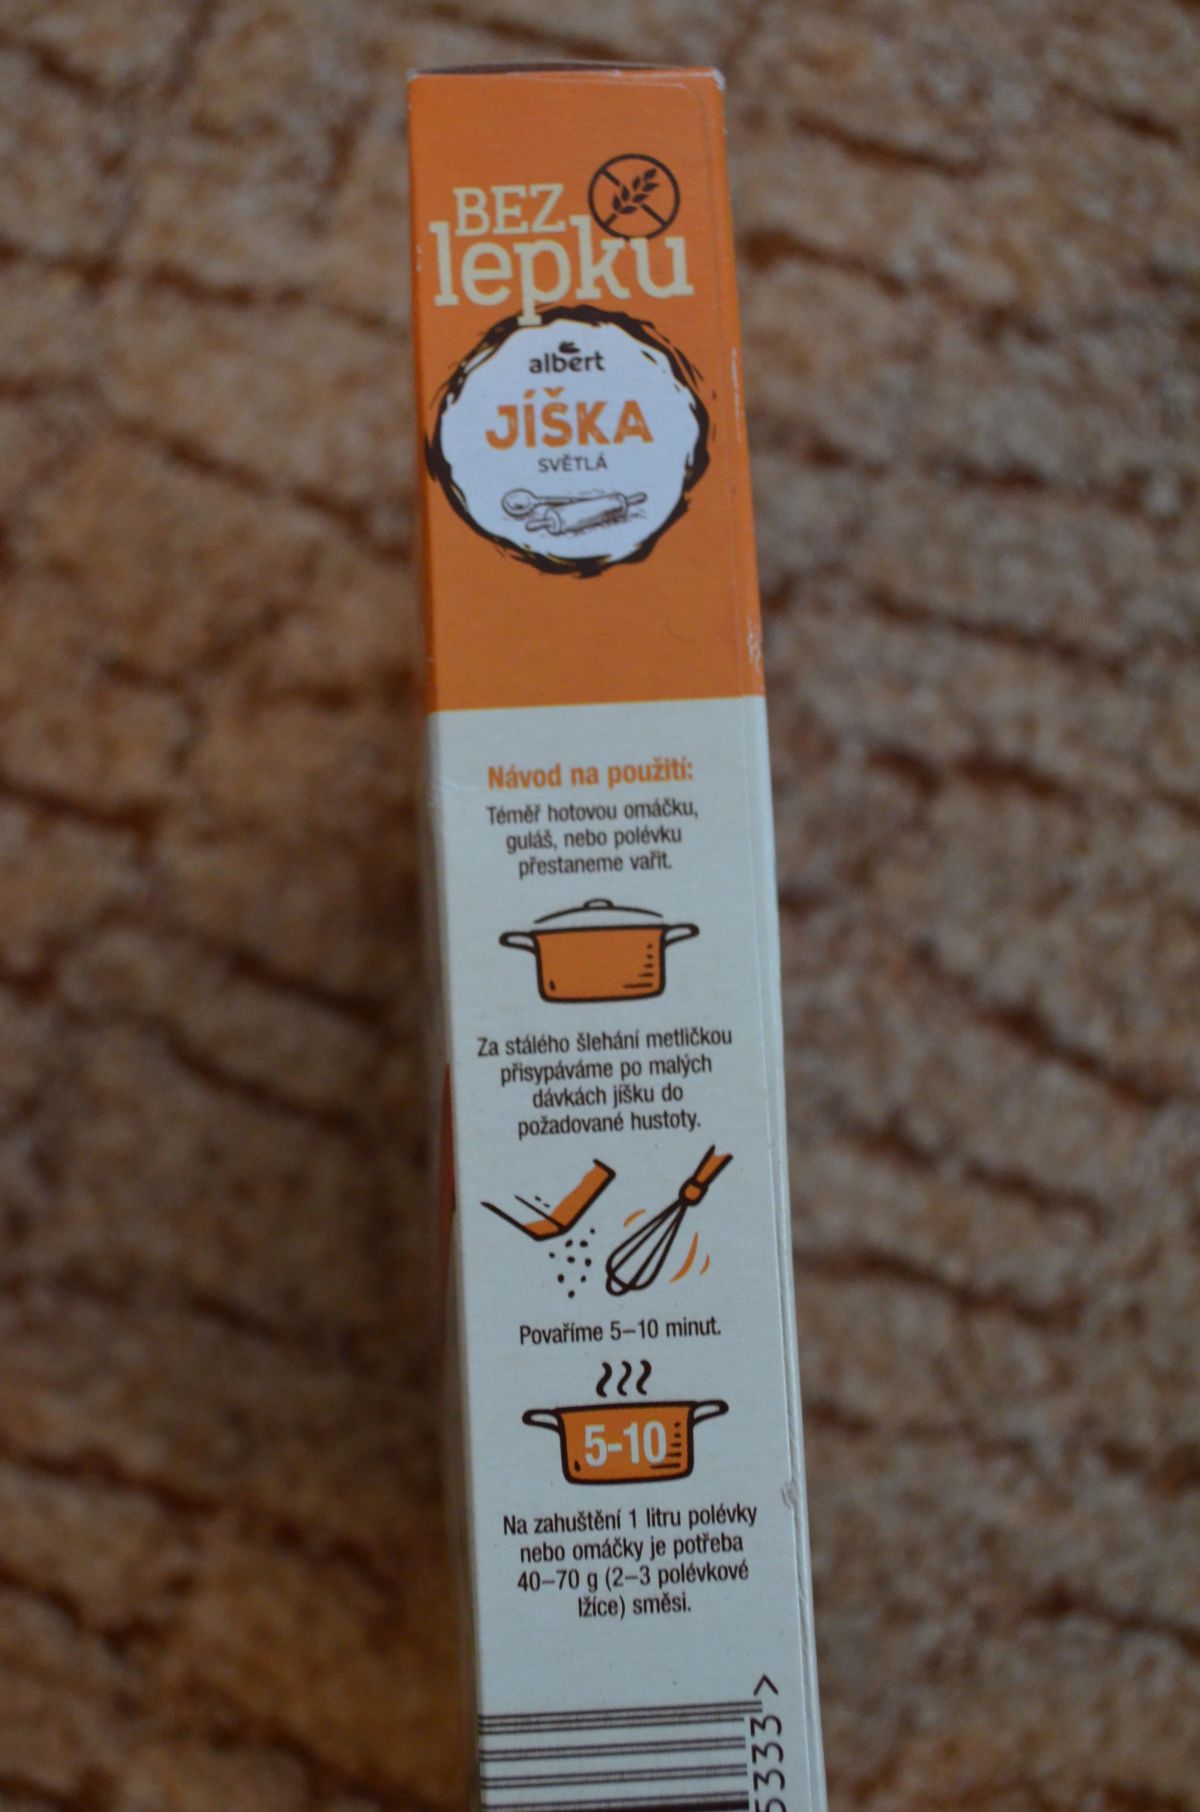 BEZ
lepku
albert
JÍŠKA
SVĚTLÁ
Návod na použití:
Téměř hotovou omáčku,
guláš, nebo polévku
přestaneme vařit.
Za stálého šlehání metličkou
přisypáváme po malých
dávkách jíšku do
požadované hustoty.
Povaříme 5–10 minut.
5-10
Na zahuštění 1 litru polévky
nebo omáčky je potřeba
40–70 g (2–3 polévkové
lžíce) směsi.
5333>